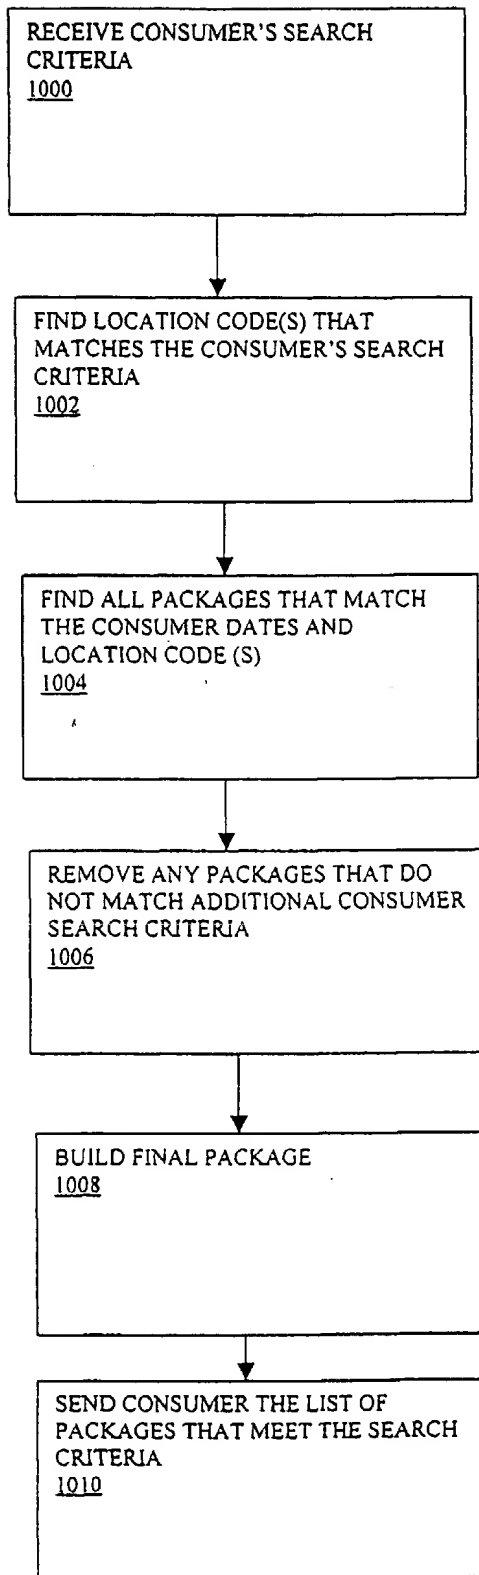 RECEIVE CONSUMER'S SEARCH
CRITERIA
1000
FIND LOCATION CODE(S) THAT
MATCHES THE CONSUMER'S SEARCH
CRITERIA
1002
FIND ALL PACKAGES THAT MATCH
THE CONSUMER DATES AND
LOCATION CODE (S)
1004
REMOVE ANY PACKAGES THAT DO
NOT MATCH ADDITIONAL CONSUMER
SEARCH CRITERIA
1006
BUILD FINAL PACKAGE
1008
SEND CONSUMER THE LIST OF
PACKAGES THAT MEET THE SEARCH
CRITERIA
1010